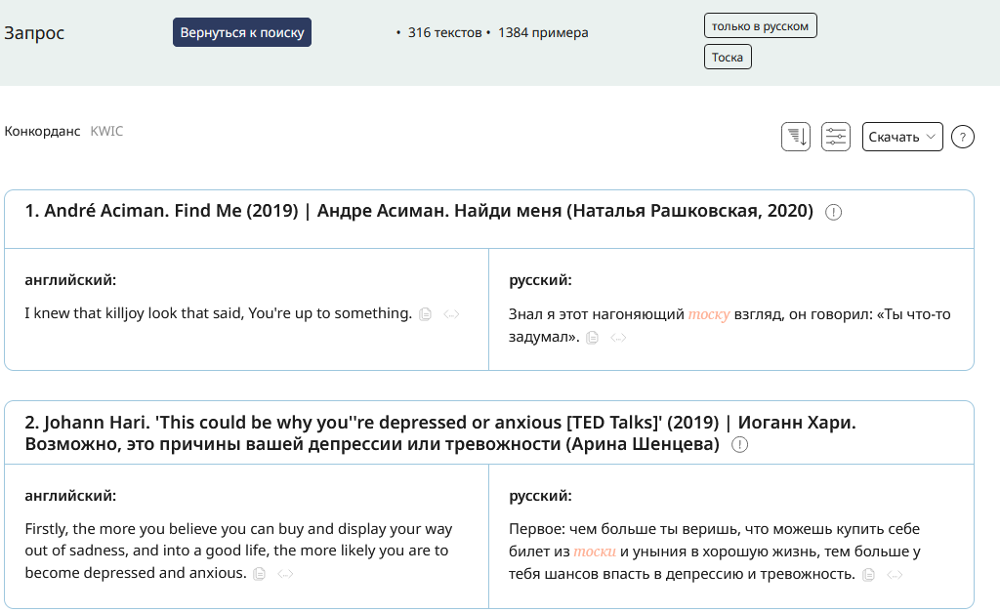 Запрос
Вернуться к поиску
• 316 текстов • 1384 примера
только в русском
Тоска
Конкорданс KWIC
Скачать
?
1. André Aciman. Find Me (2019) | Андре Асиман. Найди меня (Наталья Рашковская, 2020)
английский:
I knew that killjoy look that said, You're up to something.
русский:
Знал я этот нагоняющий тоску взгляд, он говорил: «Ты что-то
задумал».
2. Johann Hari. 'This could be why you''re depressed or anxious [TED Talks]' (2019) | Иоганн Хари.
Возможно, это причины вашей депрессии или тревожности (Арина Шенцева)
английский:
Firstly, the more you believe you can buy and display your way
out of sadness, and into a good life, the more likely you are to
become depressed and anxious.
русский:
Первое: чем больше ты веришь, что можешь купить себе
билет из тоски и уныния в хорошую жизнь, тем больше у
тебя шансов впасть в депрессию и тревожность.